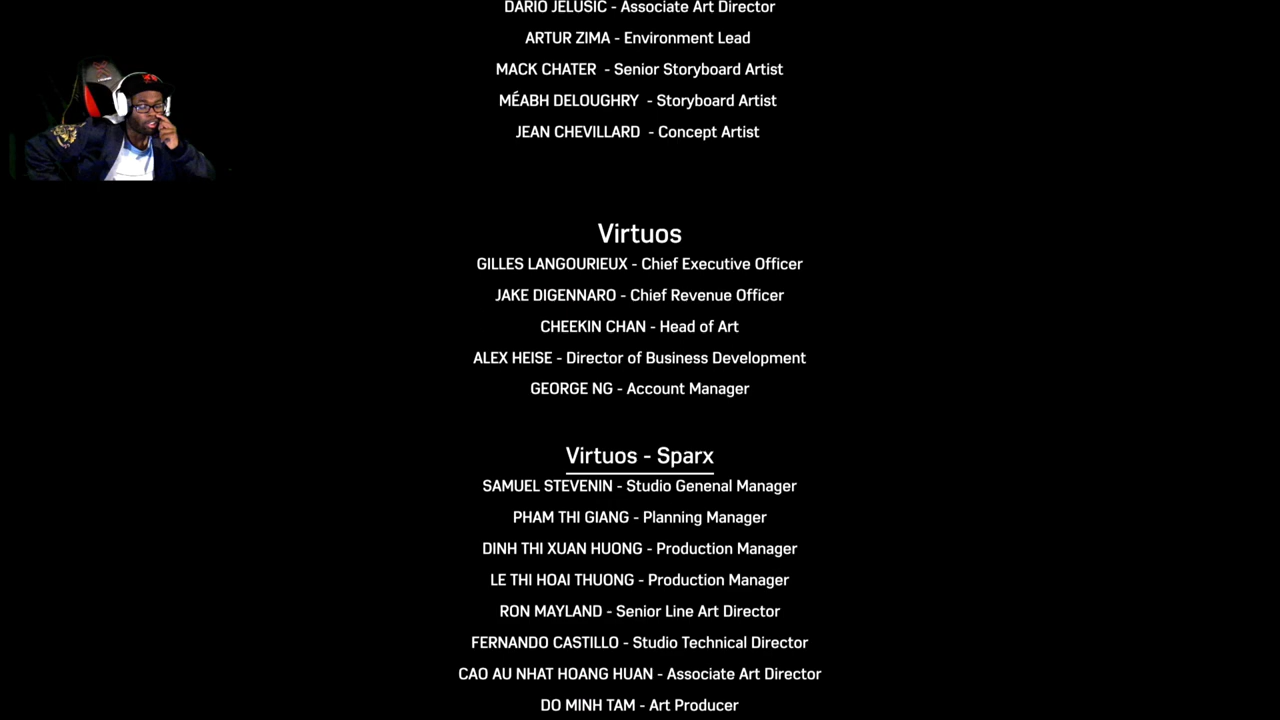 DARIO JELUSIC - Associate Art Director
ARTUR ZIMA - Environment Lead
MACK CHATER - Senior Storyboard Artist
MÉABH DELOUGHRY - Storyboard Artist
JEAN CHEVILLARD - Concept Artist
Virtuos
GILLES LANGOURIEUX - Chief Executive Officer
JAKE DIGENNARO - Chief Revenue Officer
CHEEKIN CHAN - Head of Art
ALEX HEISE - Director of Business Development
GEORGE NG - Account Manager
Virtuos - Sparx
SAMUEL STEVENIN - Studio Genenal Manager
PHAM THI GIANG - Planning Manager
DINH THI XUAN HUONG - Production Manager
LE THI HOAI THUONG - Production Manager
RON MAYLAND - Senior Line Art Director
FERNANDO CASTILLO - Studio Technical Director
CAO AU NHAT HOANG HUAN - Associate Art Director
DO MINH TAM - Art Producer